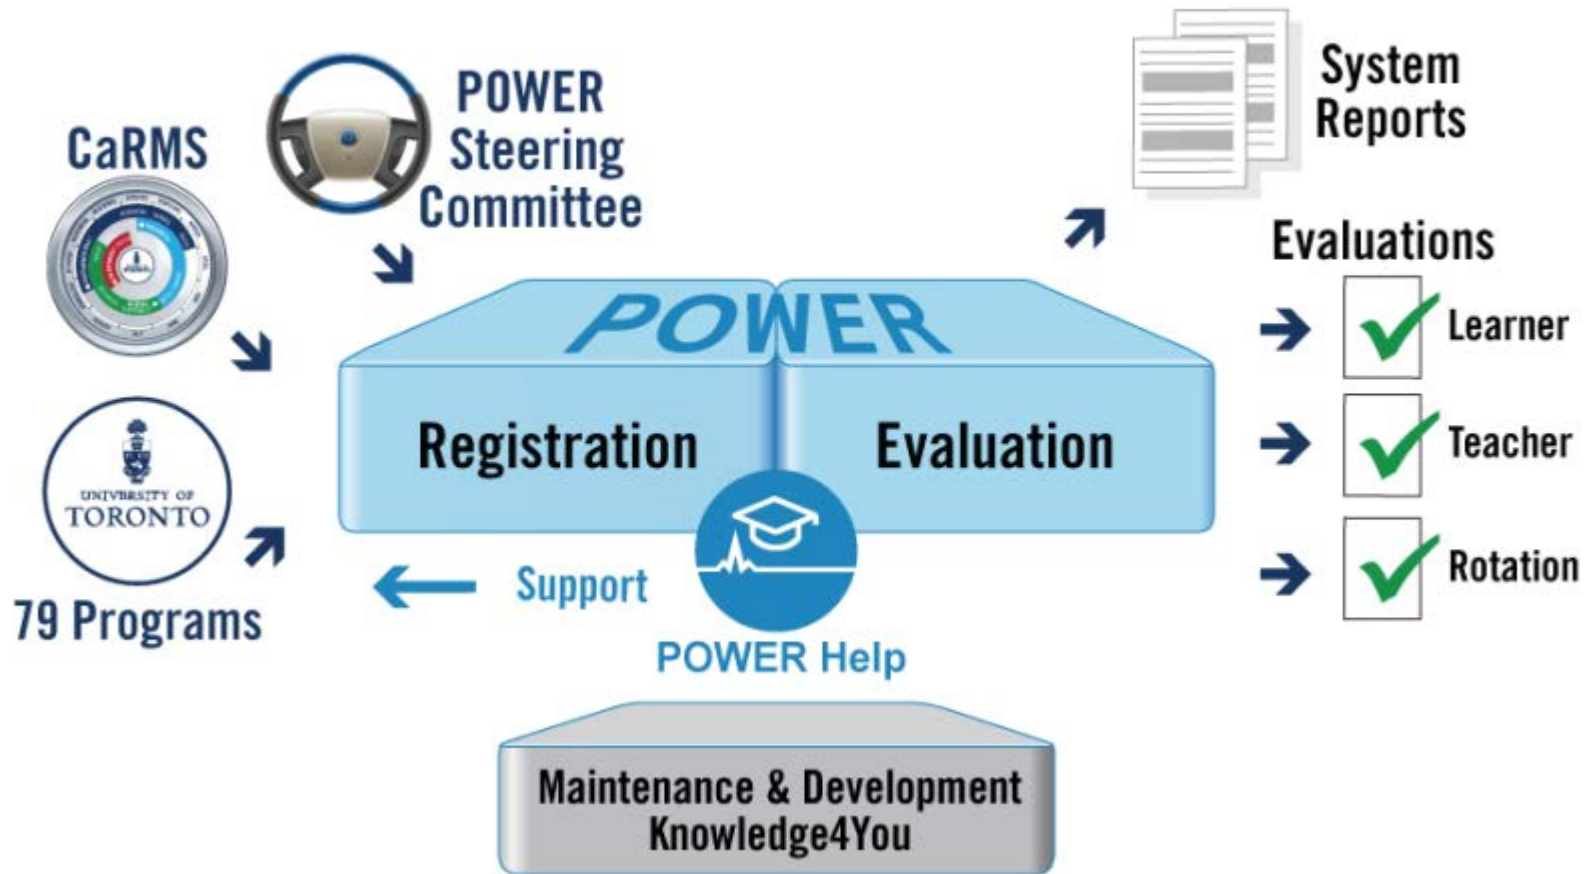 CaRMS
POWER
Steering
Committee
System
Reports
Evaluations
Learner
Teacher
Rotation
POWER
Registration
Evaluation
UNIVERSITY OF
TORONTO
79 Programs
Support
POWER Help
Maintenance & Development
Knowledge4You